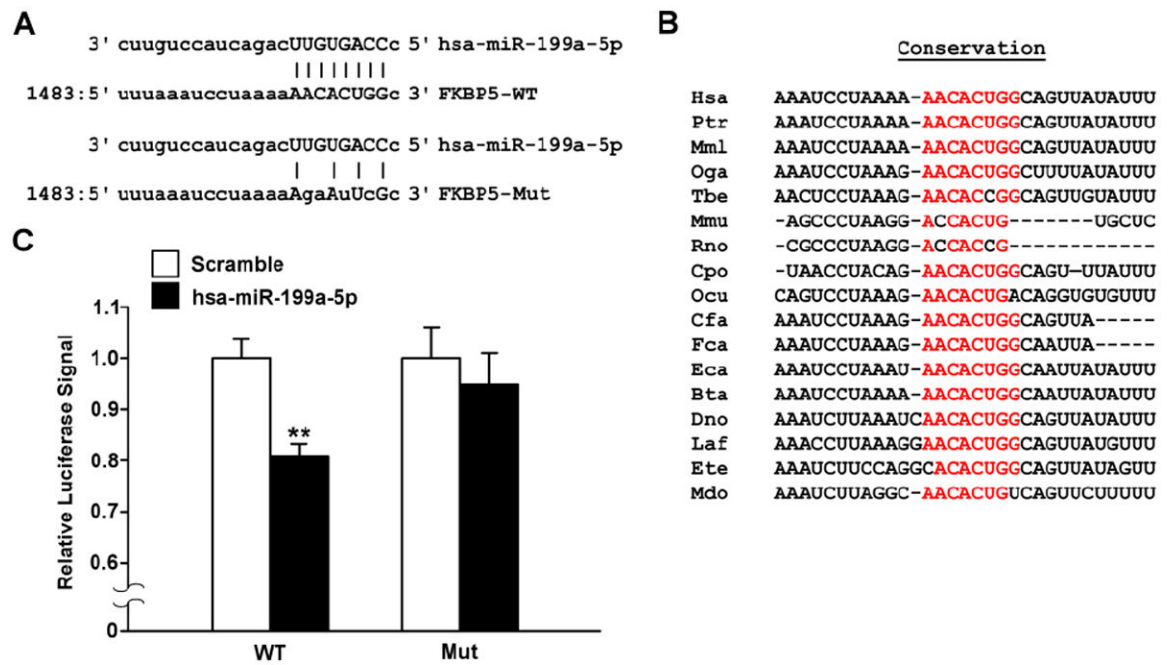 A
3' cuuguccaucagacUUGUGACCc 5' hsa-miR-199a-5p
1483:5' uuuaaauccuaaaaAACACUGGc 3' FKBP5-WT
3' cuuguccaucagacUUGUGACCc 5' hsa-miR-199a-5p
1483:5' uuuaaauccuaaaaAgaAuUcGc 3' FKBP5-Mut
B
Conservation
Hsa AAAUCCUAAAA-AACACUGGCAGUUAUAUUU
Ptr AAAUCCUAAAA-AACACUGGCAGUUAUAUUU
Mml AAAUCCUAAAA-AACACUGGCAGUUAUAUUU
Oga AAAUCCUAAAG-AACACUGGCUUUUAUAUUU
Tbe AACUCCUAAAG-AACACCGGCAGUUGUAUUU
Mmu -AGCCCUAAGG-ACCACUG-------UGCUC
Rno -CGCCCUAAGG-ACCACCG------------
Cpo -UAACCUACAG-AACACUGGCAGU-UUAUUU
Ocu CAGUCCUAAAG-AACACUGACAGGUGUGUUU
Cfa AAAUCCUAAAG-AACACUGGCAGUUA-----
Fca AAAUCCUAAAG-AACACUGGCAAUUA-----
Eca AAAUCCUAAAU-AACACUGGCAAUUAUAUUU
Bta AAAUCCUAAAA-AACACUGGCAAUUAUAUUU
Dno AAAUCUUAAAUCAACACUGGCAGUUAUAUUU
Laf AAACCUUAAAGGAACACUGGCAGUUAUGUUU
Ete AAAUCUUCCAGGCACACUGGCAGUUAUAGUU
Mdo AAAUCUUAGGC-AACACUGUCAGUUCUUUUU
C
Scramble
hsa-miR-199a-5p
Relative Luciferase Signal
1.1
1.0
0.9
0.8
0.7
0.6
0
**
WT
Mut